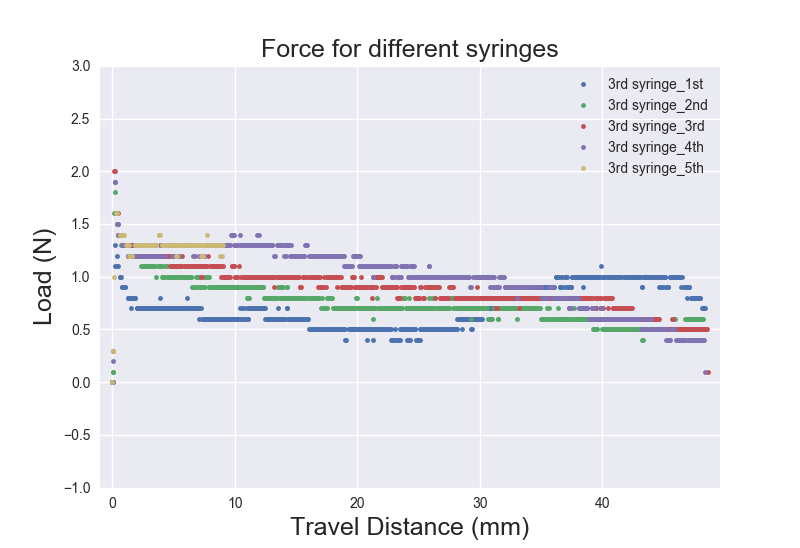 Force for different syringes
3rd syringe_1st
3rd syringe_2nd
3rd syringe_3rd
3rd syringe_4th
3rd syringe_5th
Load (N)
3.0
2.5
2.0
1.5
1.0
0.5
0.0
−0.5
−1.0
0 10 20 30 40
Travel Distance (mm)